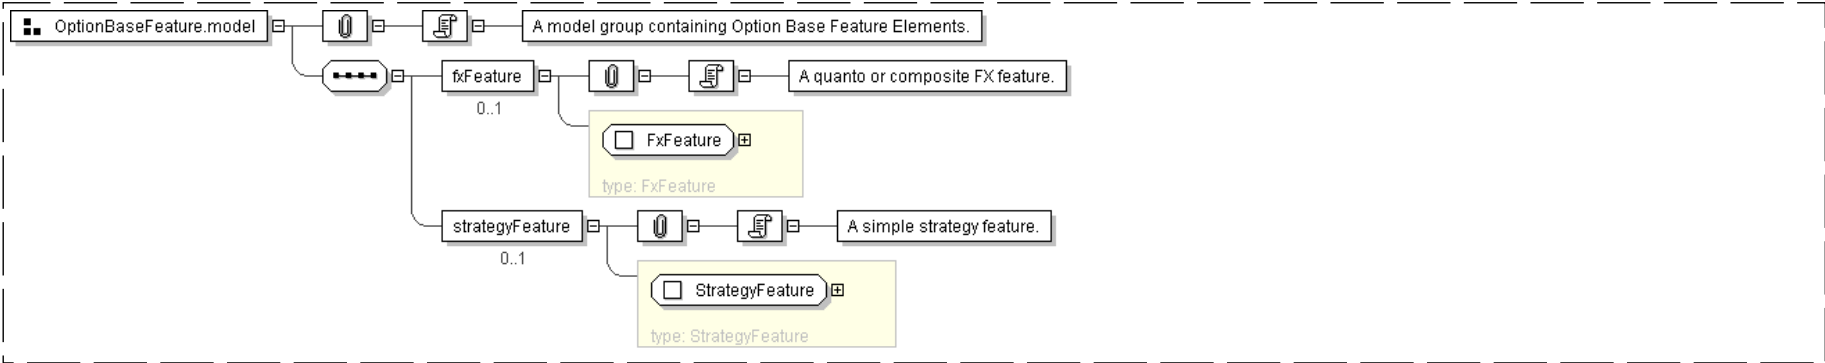 OptionBaseFeature.model
A model group containing Option Base Feature Elements.
fxFeature
A quanto or composite FX feature.
0..1
FxFeature
type: FxFeature
strategyFeature
A simple strategy feature.
0..1
StrategyFeature
type: StrategyFeature